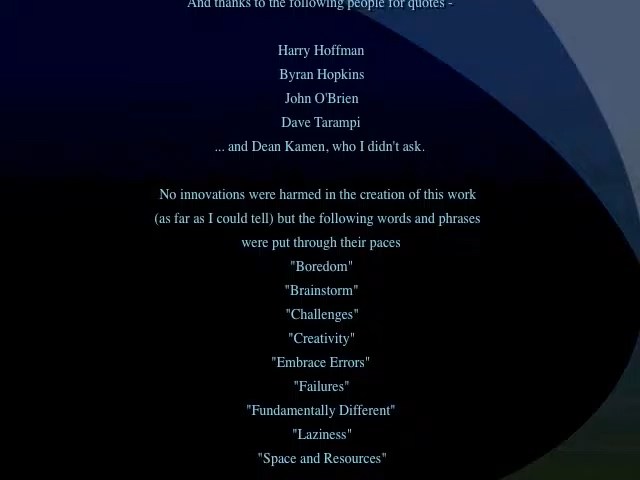 And thanks to the following people for quotes -
Harry Hoffman
Byran Hopkins
John O'Brien
Dave Tarampi
... and Dean Kamen, who I didn't ask.
No innovations were harmed in the creation of this work
(as far as I could tell) but the following words and phrases
were put through their paces
"Boredom"
"Brainstorm"
"Challenges"
"Creativity"
"Embrace Errors"
"Failures"
"Fundamentally Different"
"Laziness"
"Space and Resources"